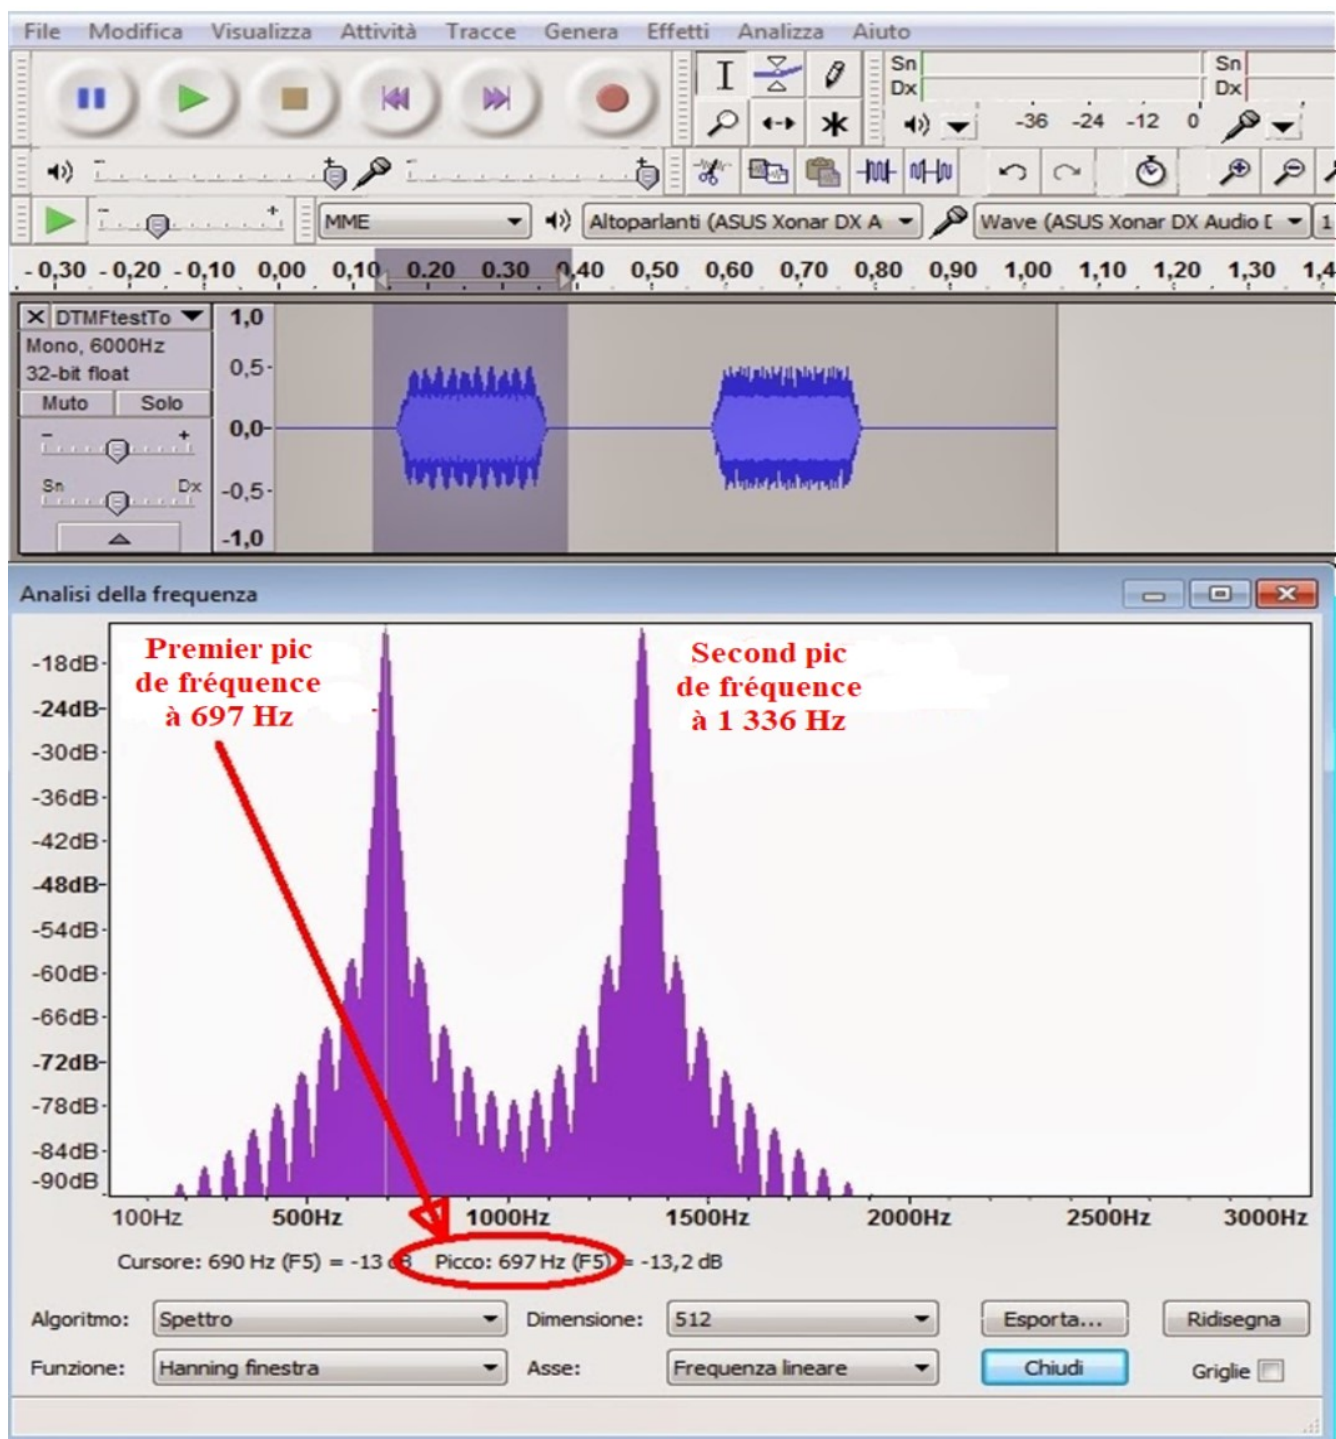 File Modifica Visualizza Attività Tracce Genera Effetti Analizza Aiuto
Sn
Dx
-36 -24 -12 0
Sn
Dx
MME
Altoparlanti (ASUS Xonar DX A
Wave (ASUS Xonar DX Audio
1
- 0,30 - 0,20 - 0,10 0,00 0,10 0.20 0.30 0,40 0,50 0,60 0,70 0,80 0,90 1,00 1,10 1,20 1,30 1,4
DTMFtestTo
Mono, 6000Hz
32-bit float
Muto Solo
- +
Sn Dx
1,0
0,5-
0,0-
-0,5-
-1,0
Analisi della frequenza
Premier pic
de fréquence
à 697 Hz
Second pic
de fréquence
à 1 336 Hz
-18dB
-24dB
-30dB
-36dB
-42dB
-48dB
-54dB
-60dB
-66dB
-72dB
-78dB
-84dB
-90dB
100Hz 500Hz 1000Hz 1500Hz 2000Hz 2500Hz 3000Hz
Cursore: 690 Hz (F5) = -13 dB Picco: 697 Hz (F5) = -13,2 dB
Algoritmo: Spettro Dimensione: 512 Esporta... Ridisegna
Funzione: Hanning finestra Asse: Frequenza lineare Chiudi Griglie